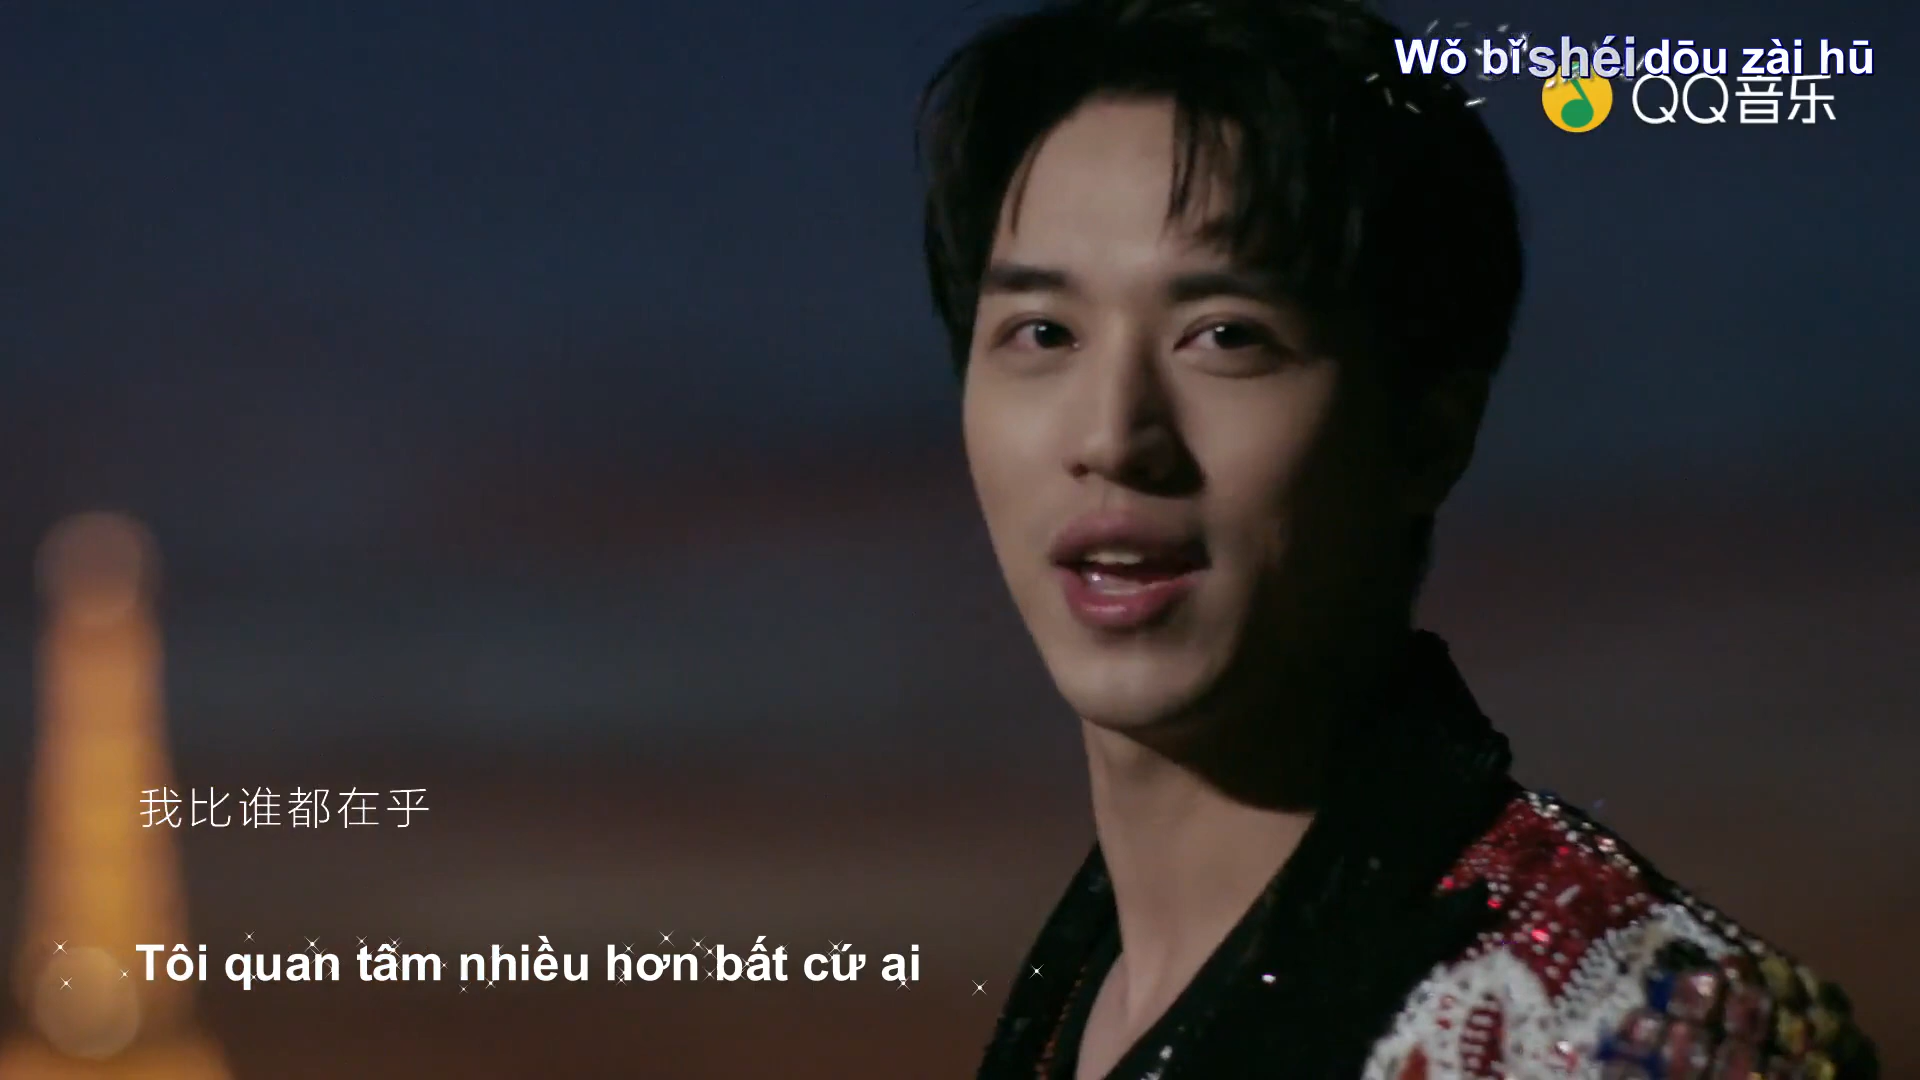 Wǒ bǐ shéi dōu zài hū
QQ音乐
我比谁都在乎
Tôi quan tâm nhiều hơn bất cứ ai